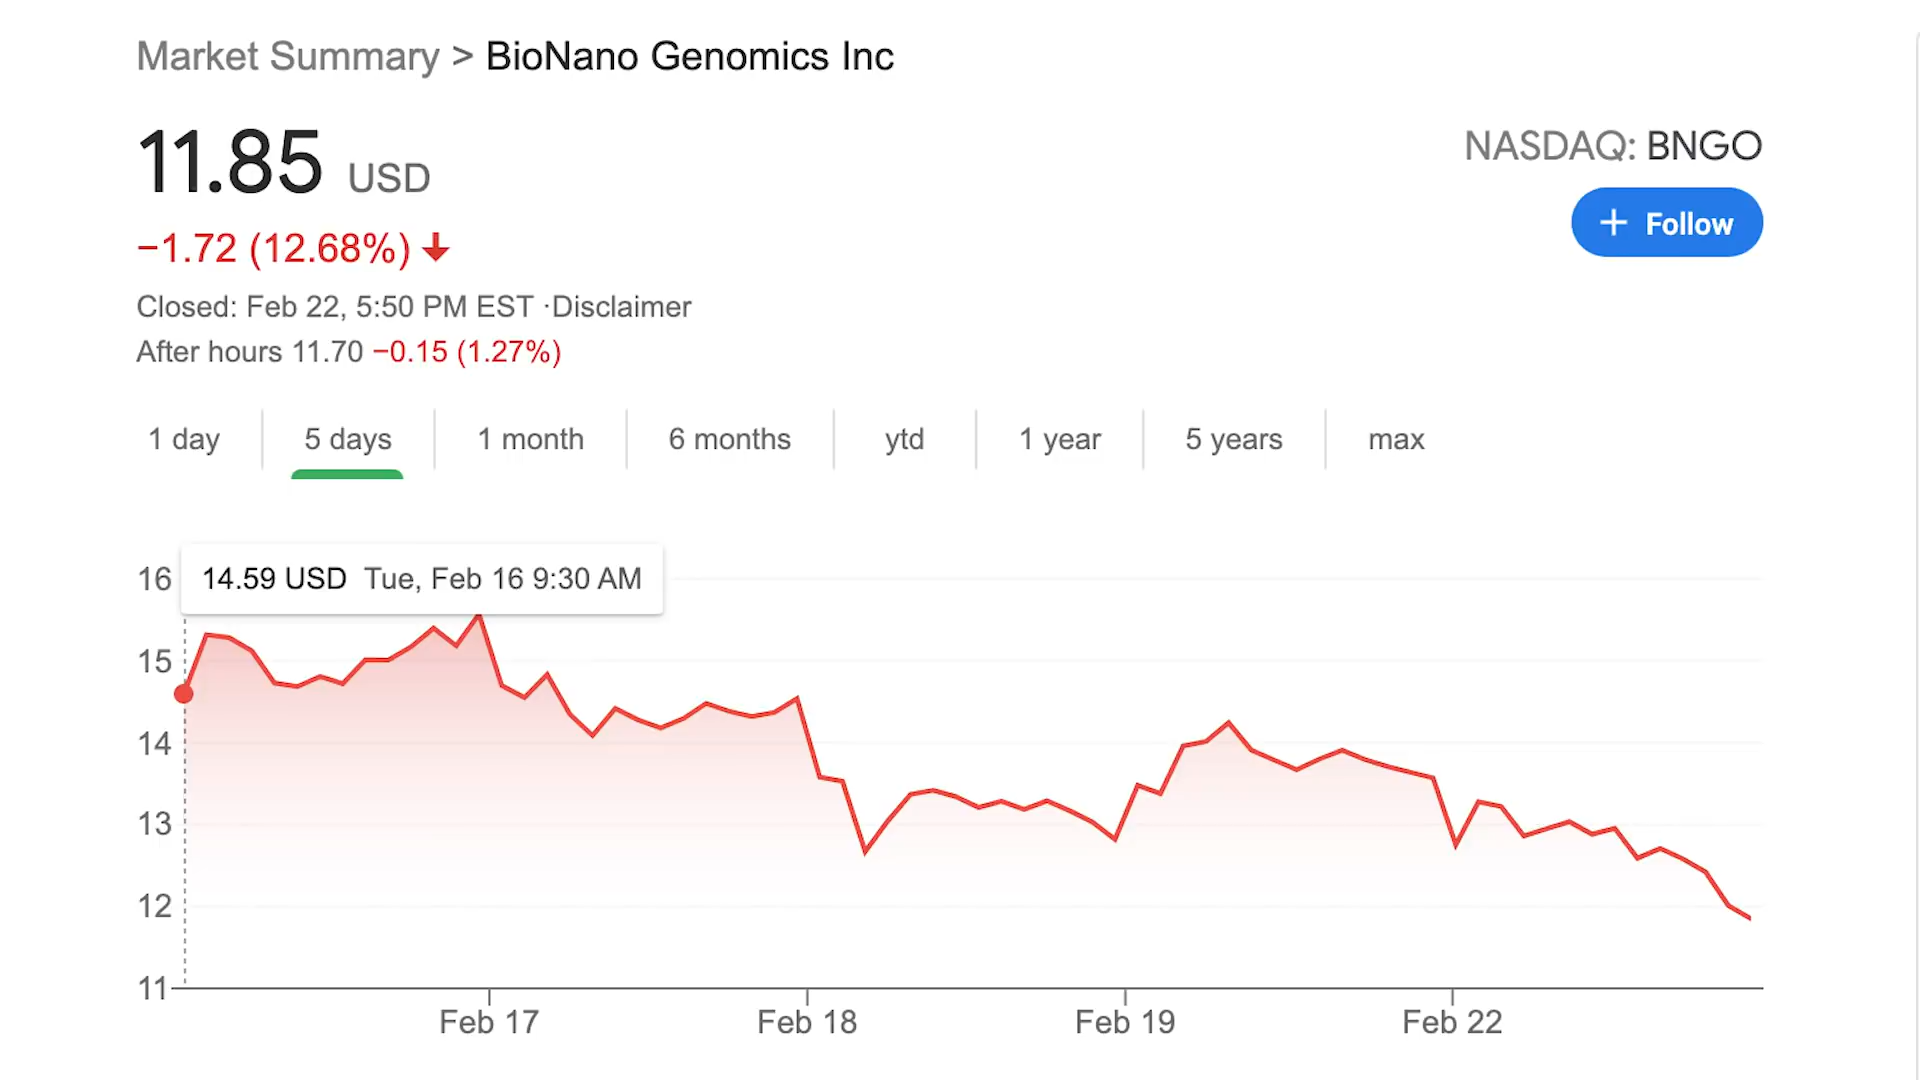 Market Summary > BioNano Genomics Inc
11.85 USD
NASDAQ: BNGO
+ Follow
−1.72 (12.68%)
Closed: Feb 22, 5:50 PM EST ·Disclaimer
After hours 11.70 −0.15 (1.27%)
1 day 5 days 1 month 6 months ytd 1 year 5 years max
14.59 USD Tue, Feb 16 9:30 AM
16
15
14
13
12
11
Feb 17 Feb 18 Feb 19 Feb 22